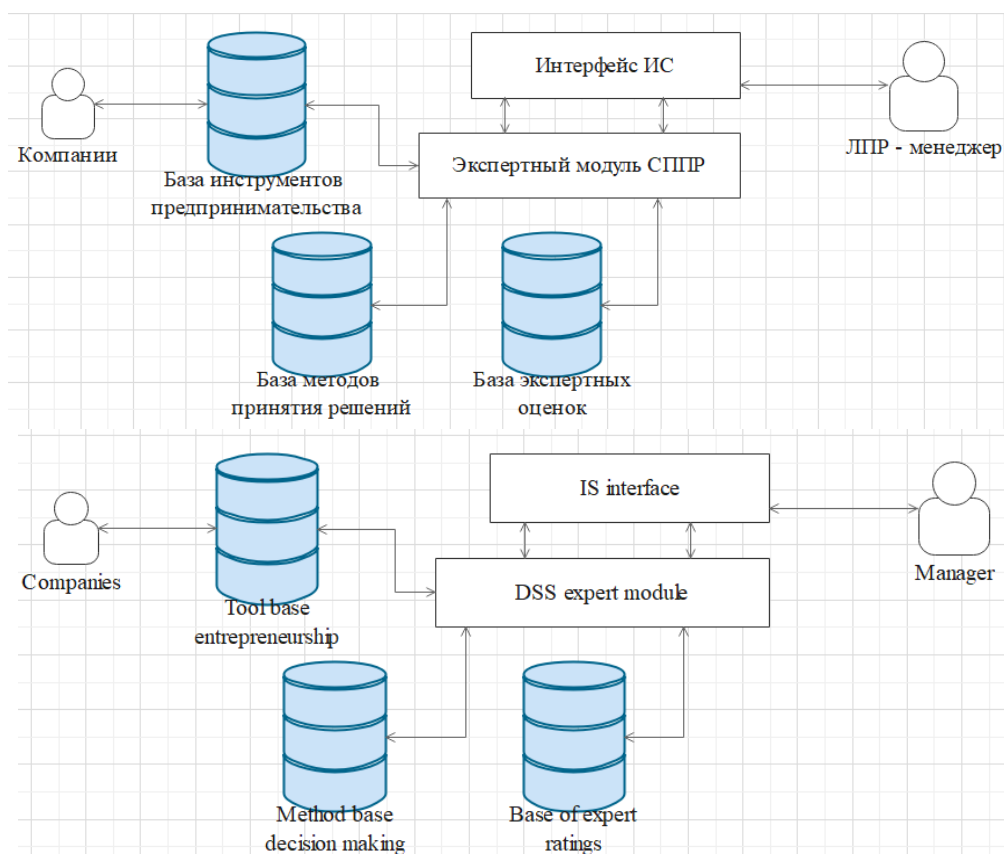 Интерфейс ИС
Компании
ЛПР - менеджер
Экспертный модуль СППР
База инструментов
предпринимательства
База методов
принятия решений
База экспертных
оценок
IS interface
Companies
Manager
DSS expert module
Tool base
entrepreneurship
Method base
decision making
Base of expert
ratings